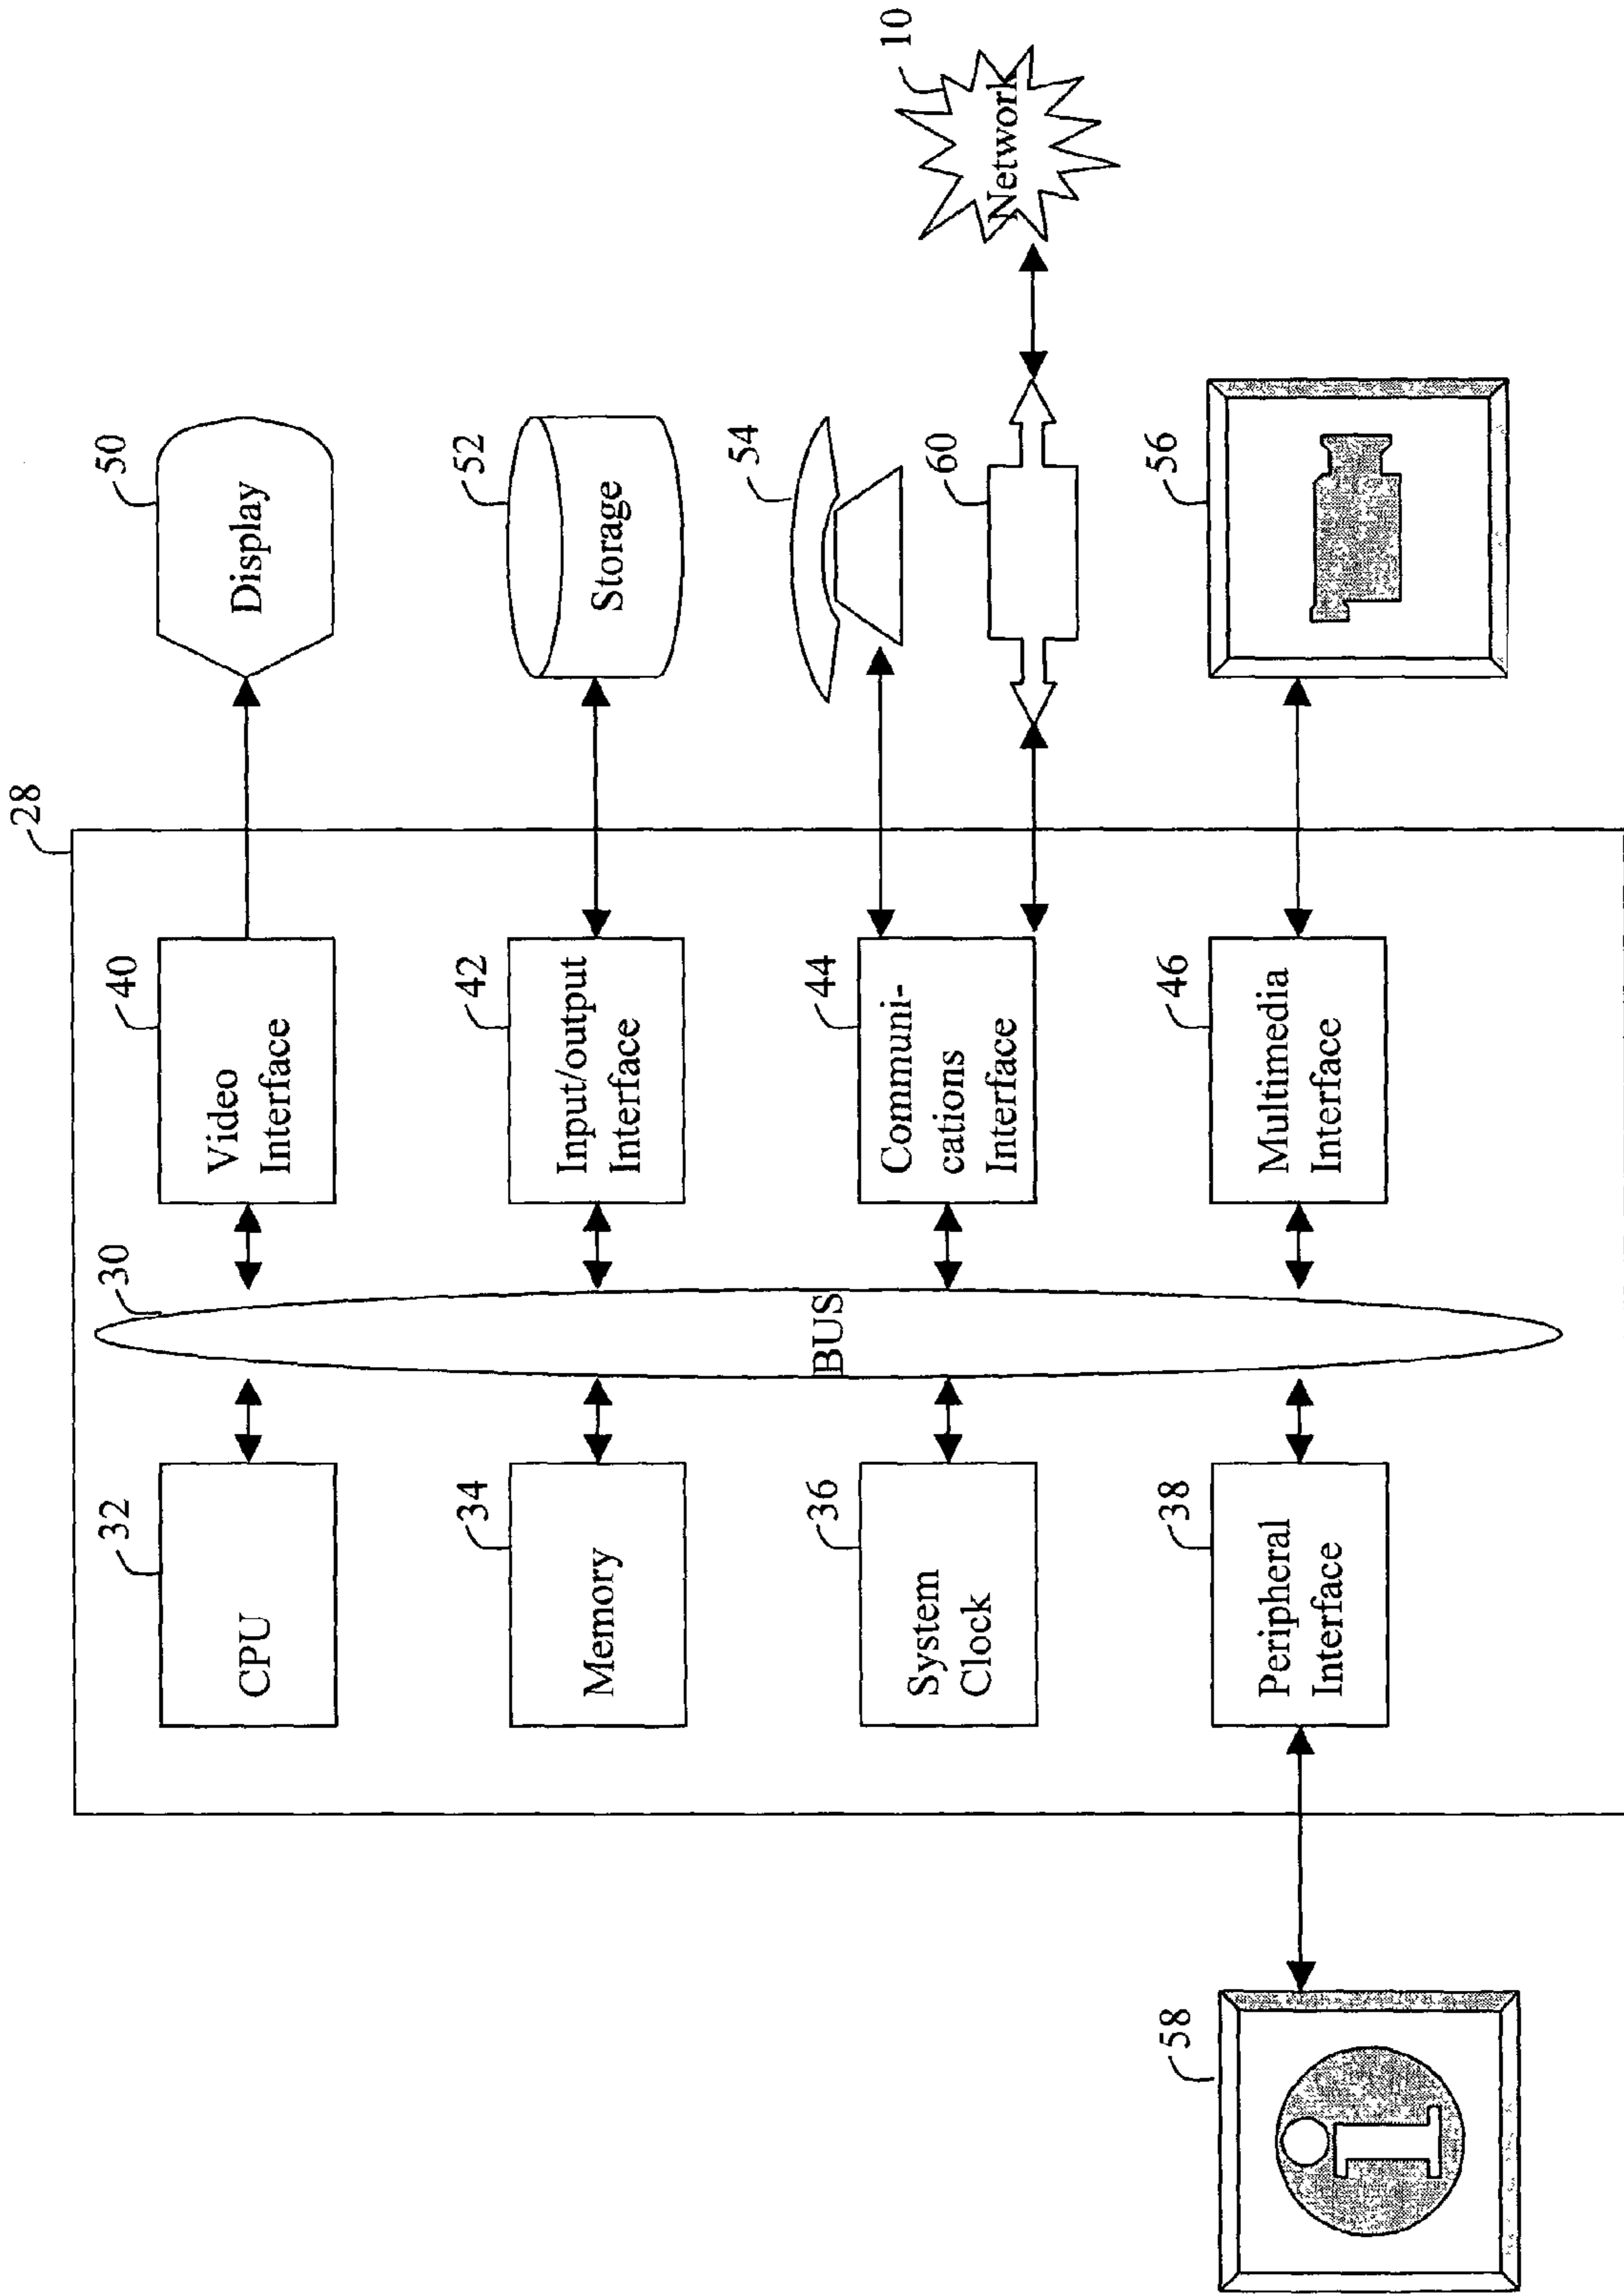 28
30
32
CPU
40
Video
Interface
50
Display
34
Memory
42
Input/output
Interface
52
Storage
36
System
Clock
BUS
44
Communi-
cations
Interface
54
60
10
Network
38
Peripheral
Interface
46
Multimedia
Interface
56
58
i